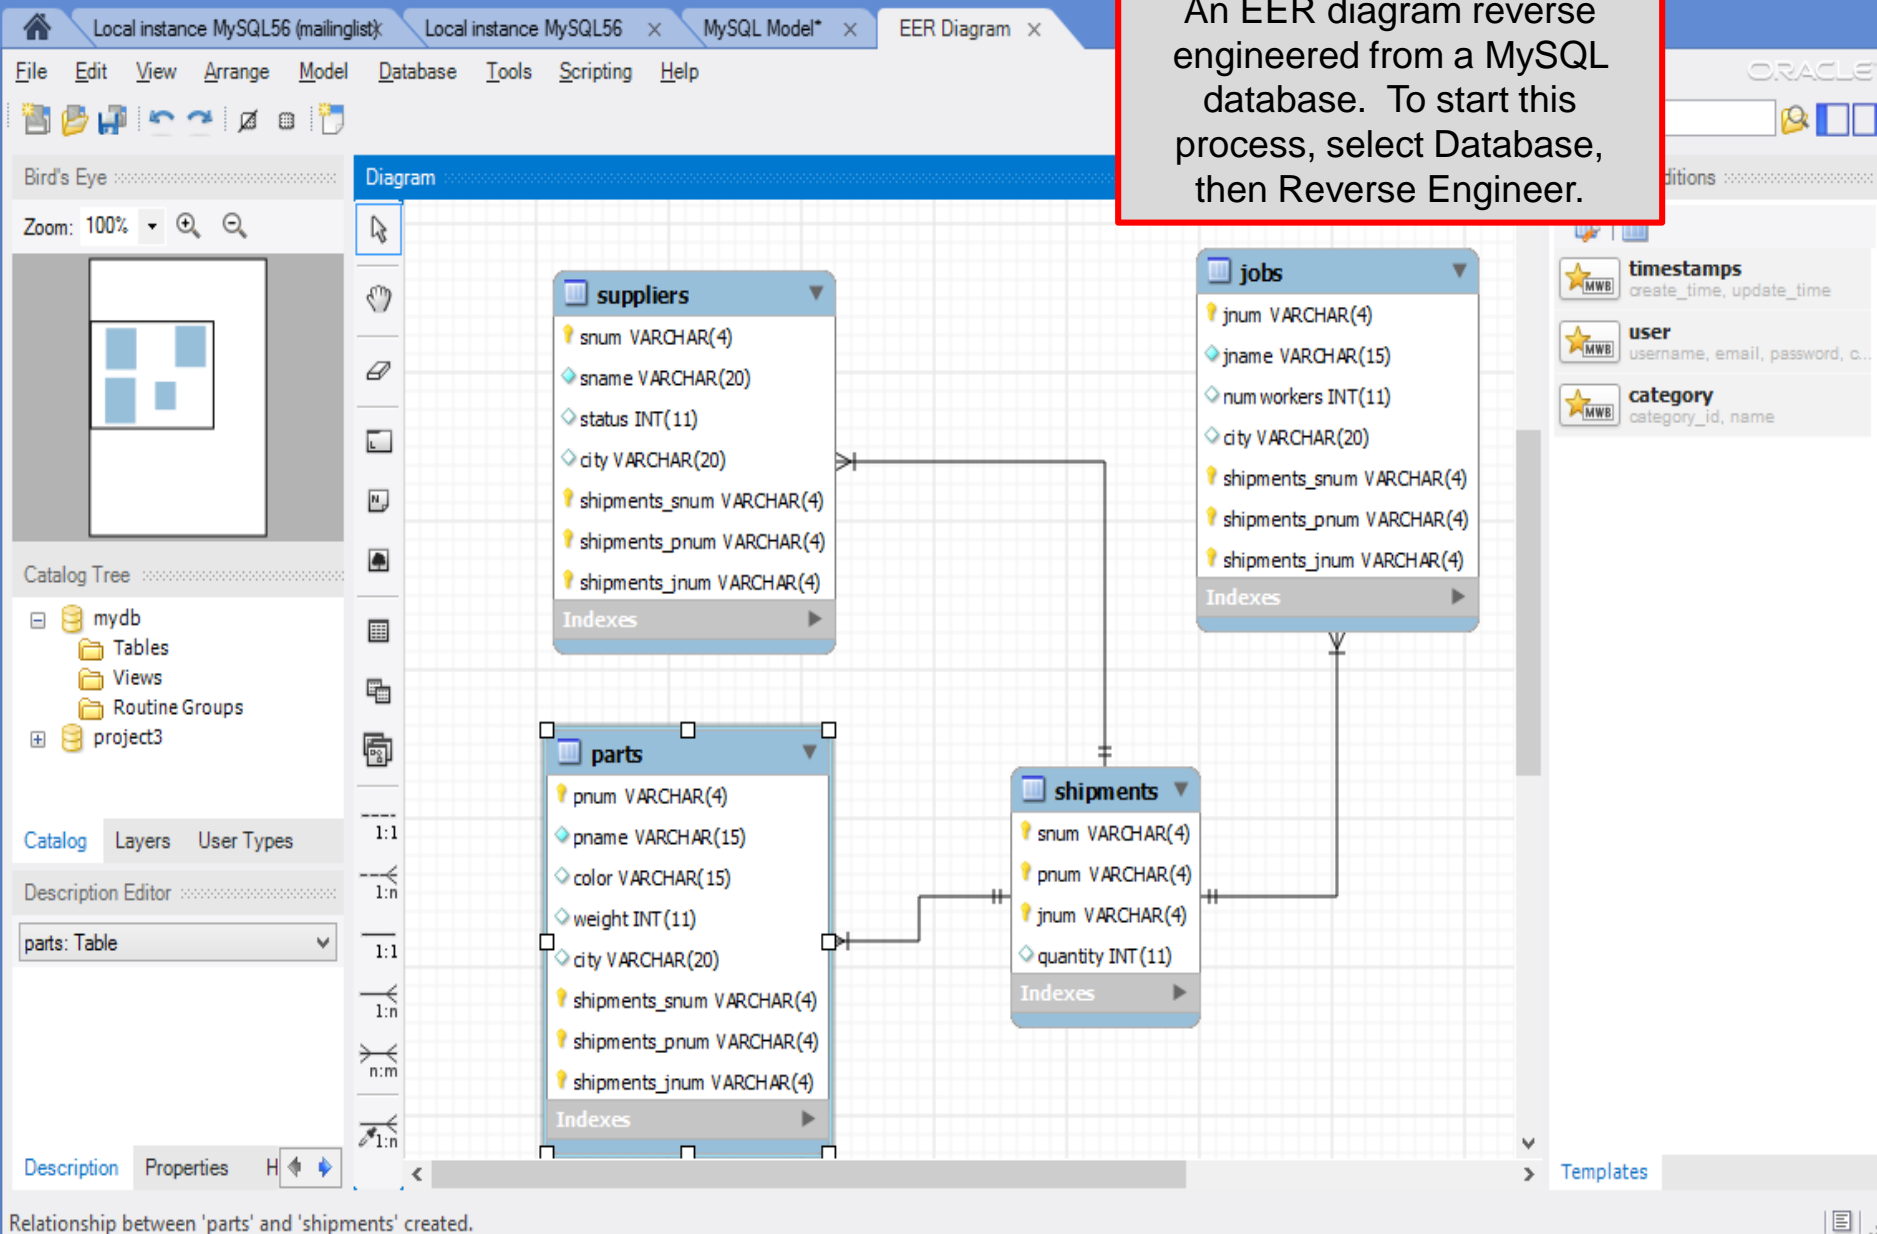 Local instance MySQL56 (mailinglist)
Local instance MySQL56
MySQL Model*
EER Diagram
An EER diagram reverse
engineered from a MySQL
database. To start this
process, select Database,
then Reverse Engineer.
File Edit View Arrange Model Database Tools Scripting Help
ORACLE
Bird's Eye
Diagram
Zoom: 100%
suppliers
snum VARCHAR(4)
sname VARCHAR(20)
status INT(11)
city VARCHAR(20)
shipments_snum VARCHAR(4)
shipments_pnum VARCHAR(4)
shipments_jnum VARCHAR(4)
Indexes
jobs
jnum VARCHAR(4)
jname VARCHAR(15)
numworkers INT(11)
city VARCHAR(20)
shipments_snum VARCHAR(4)
shipments_pnum VARCHAR(4)
shipments_jnum VARCHAR(4)
Indexes
timestamps
create_time, update_time
user
username, email, password, c...
category
category_id, name
MWB
MWB
MWB
Catalog Tree
mydb
Tables
Views
Routine Groups
project3
Catalog Layers User Types
Description Editor
parts: Table
1:1
1:n
1:1
1:n
n:m
1:n
parts
pnum VARCHAR(4)
pname VARCHAR(15)
color VARCHAR(15)
weight INT(11)
city VARCHAR(20)
shipments_snum VARCHAR(4)
shipments_pnum VARCHAR(4)
shipments_jnum VARCHAR(4)
Indexes
shipments
snum VARCHAR(4)
pnum VARCHAR(4)
jnum VARCHAR(4)
quantity INT(11)
Indexes
Description Properties H
Templates
Relationship between 'parts' and 'shipments' created.